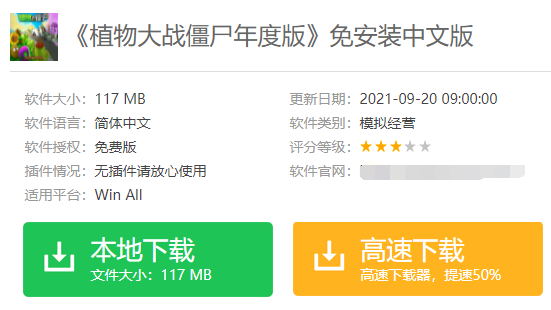 《植物大战僵尸年度版》免安装中文版
软件大小： 117 MB
更新日期： 2021-09-20 09:00:00
软件语言： 简体中文
软件类别： 模拟经营
软件授权： 免费版
评分等级： ★★★★★
插件情况： 无插件请放心使用
软件官网：
适用平台： Win All
本地下载
文件大小：117 MB
高速下载
高速下载器，提速50%